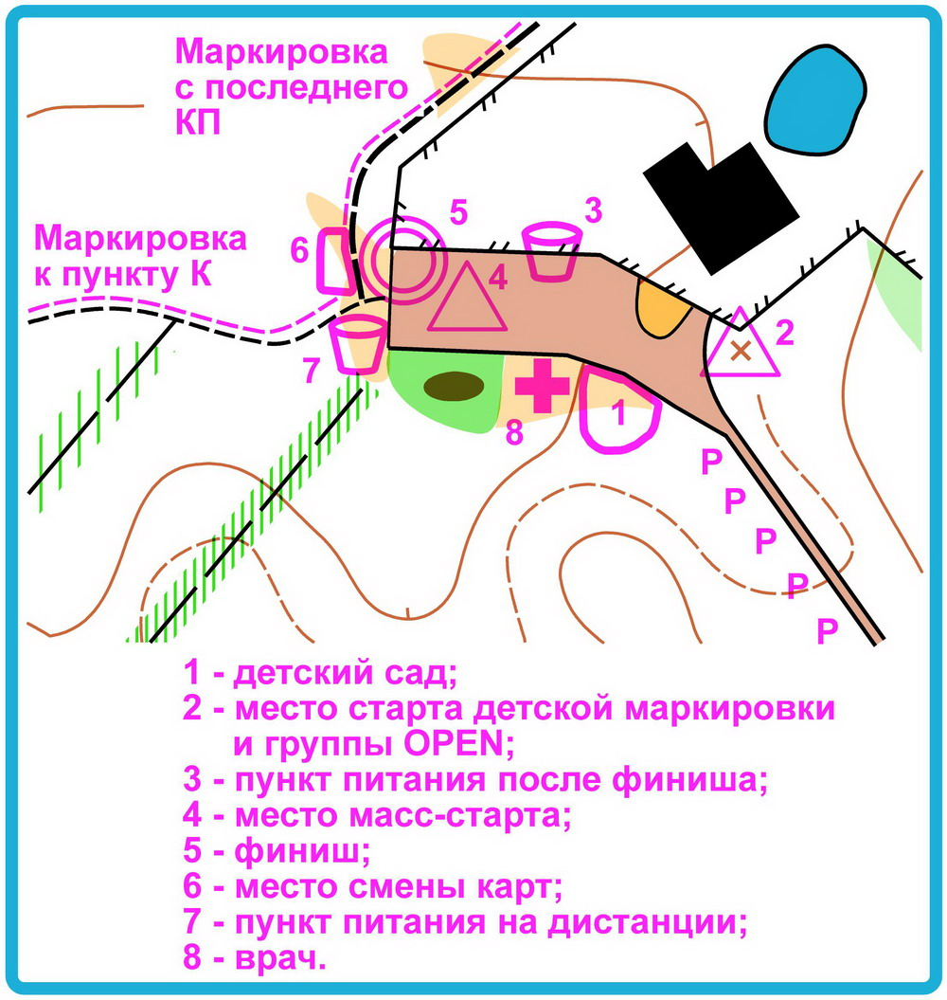 Маркировка
с последнего
КП
Маркировка
к пункту К
5
3
6
4
2
7
8
1
P
P
P
P
P
1 - детский сад;
2 - место старта детской маркировки
и группы OPEN;
3 - пункт питания после финиша;
4 - место масс-старта;
5 - финиш;
6 - место смены карт;
7 - пункт питания на дистанции;
8 - врач.